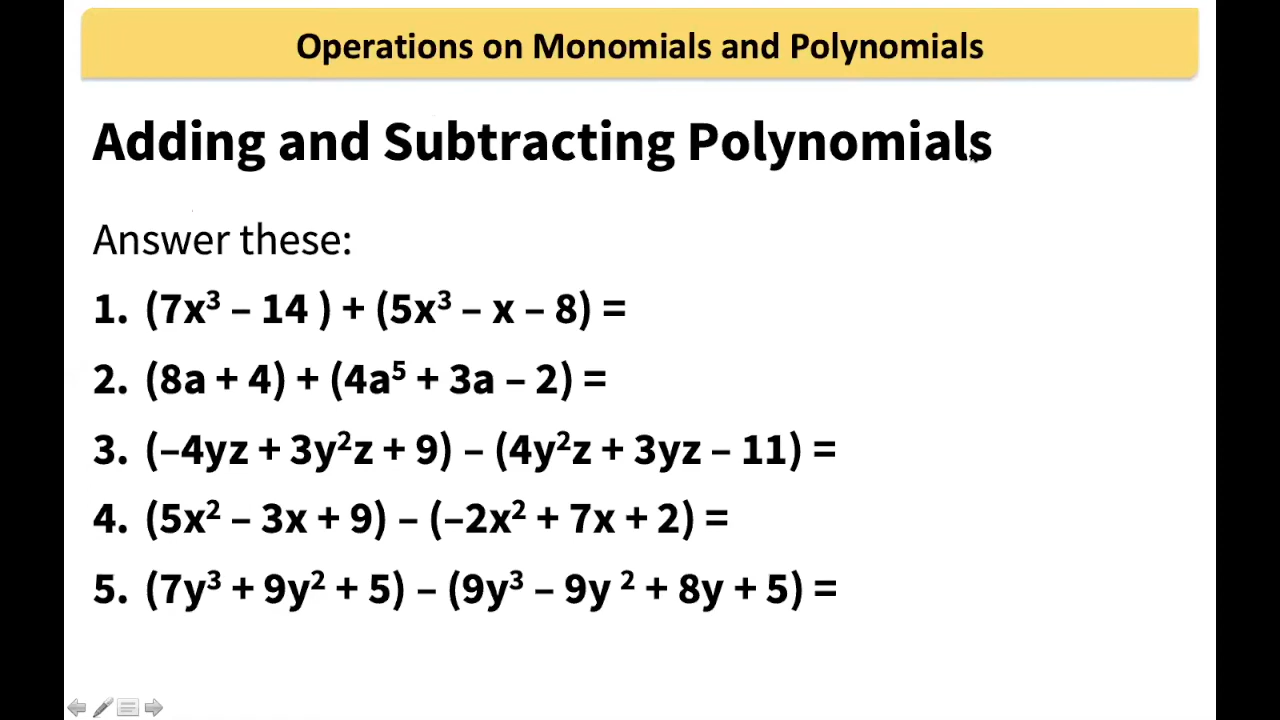 Operations on Monomials and Polynomials
Adding and Subtracting Polynomials
Answer these:
1. (7x³ – 14 ) + (5x³ – x – 8) =
2. (8a + 4) + (4a⁵ + 3a – 2) =
3. (–4yz + 3y²z + 9) – (4y²z + 3yz – 11) =
4. (5x² – 3x + 9) – (–2x² + 7x + 2) =
5. (7y³ + 9y² + 5) – (9y³ – 9y ² + 8y + 5) =